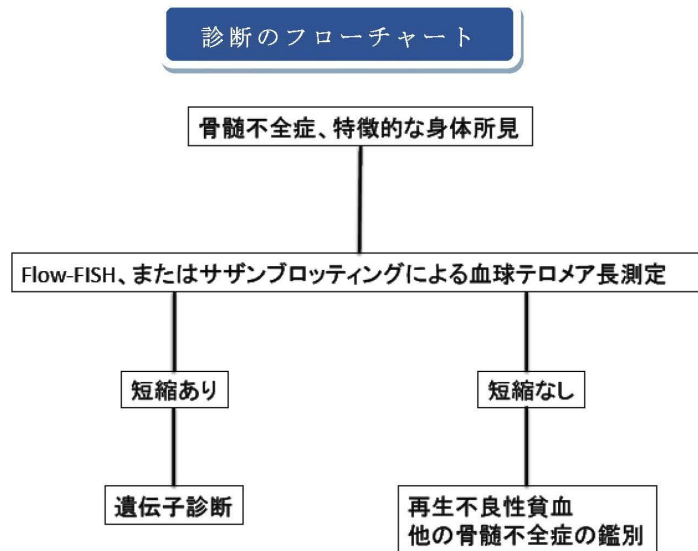 診断のフローチャート
骨髄不全症、特徴的な身体所見
Flow-FISH、またはサザンブロッティングによる血球テロメア長測定
短縮あり
短縮なし
遺伝子診断
再生不良性貧血
他の骨髄不全症の鑑別